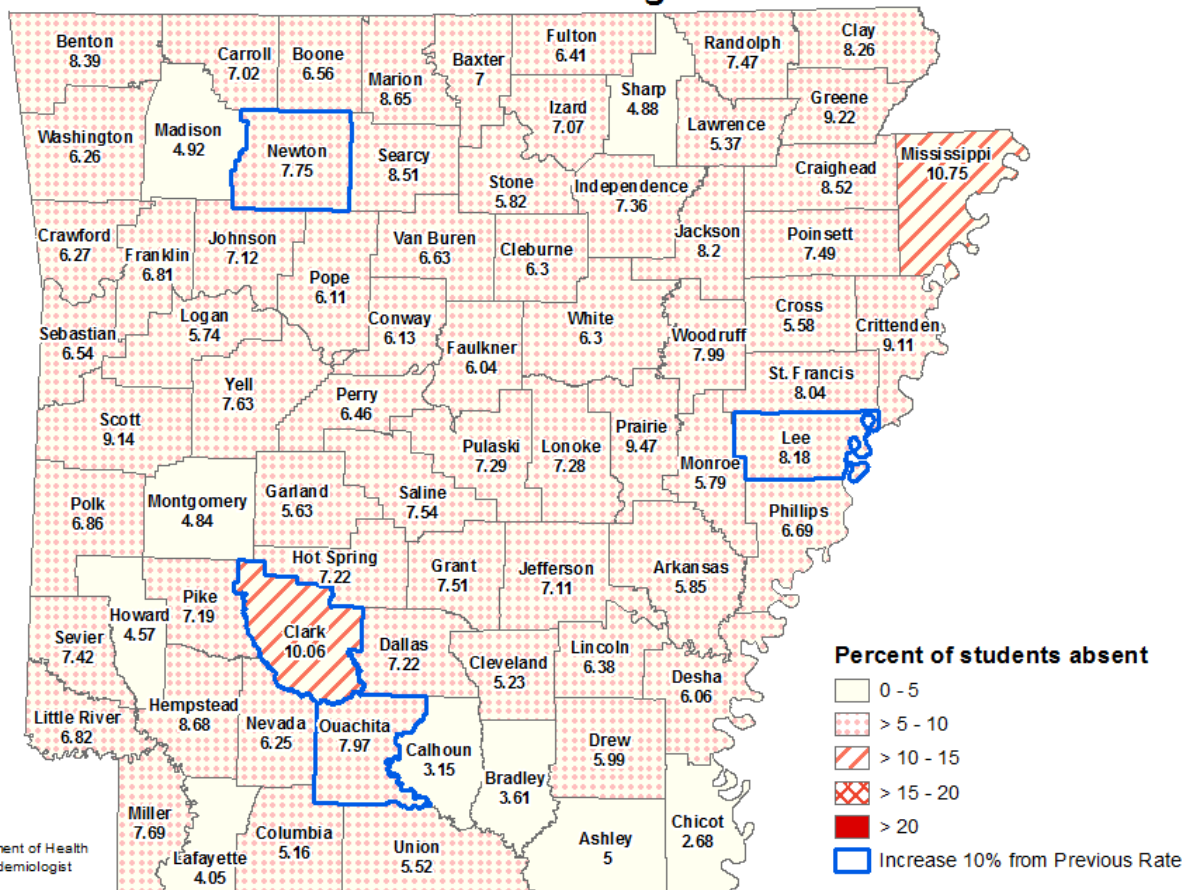 Benton
8.39
Carroll
7.02
Boone
6.56
Marion
8.65
Baxter
7
Fulton
6.41
Sharp
4.88
Randolph
7.47
Clay
8.26
Washington
6.26
Madison
4.92
Newton
7.75
Searcy
8.51
Izard
7.07
Lawrence
5.37
Greene
9.22
Mississippi
10.75
Craighead
8.52
Stone
5.82
Independence
7.36
Crawford
6.27
Franklin
6.81
Johnson
7.12
Pope
6.11
Van Buren
6.63
Cleburne
6.3
Jackson
8.2
Poinsett
7.49
Sebastian
6.54
Logan
5.74
Conway
6.13
Faulkner
6.04
White
6.3
Woodruff
7.99
Cross
5.58
Crittenden
9.11
St. Francis
8.04
Scott
9.14
Yell
7.63
Perry
6.46
Pulaski
7.29
Lonoke
7.28
Prairie
9.47
Monroe
5.79
Lee
8.18
Polk
6.86
Montgomery
4.84
Garland
5.63
Saline
7.54
Phillips
6.69
Hot Spring
7.22
Grant
7.51
Jefferson
7.11
Arkansas
5.85
Howard
4.57
Pike
7.19
Clark
10.06
Dallas
7.22
Sevier
7.42
Cleveland
5.23
Lincoln
6.38
Desha
6.06
Little River
6.82
Hempstead
8.68
Nevada
6.25
Ouachita
7.97
Calhoun
3.15
Bradley
3.61
Drew
5.99
Miller
7.69
Lafayette
4.05
Columbia
5.16
Union
5.52
Ashley
5
Chicot
2.68
Percent of students absent
0 - 5
> 5 - 10
> 10 - 15
> 15 - 20
> 20
Increase 10% from Previous Rate
ment of Health
demiologist